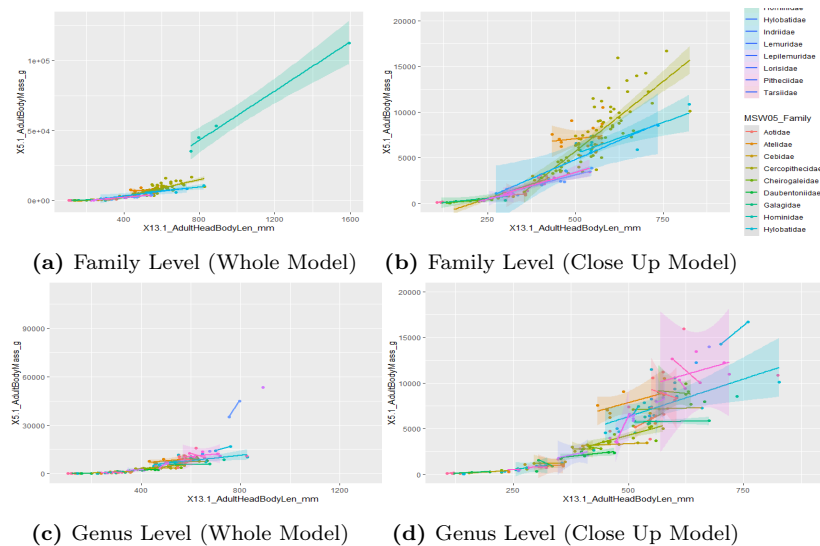 1e+05
5e+04
0e+00
X5.1_AdultBodyMass_g
400
800
1200
1600
X13.1_AdultHeadBodyLen_mm
20000
15000
10000
5000
0
X5.1_AdultBodyMass_g
250
500
750
X13.1_AdultHeadBodyLen_mm
Hominidae
Hylobatidae
Indriidae
Lemuridae
Lepilemuridae
Lorisidae
Pitheciidae
Tarsiidae
MSW05_Family
Aotidae
Atelidae
Cebidae
Cercopithecidae
Cheirogaleidae
Daubentoniidae
Galagidae
Hominidae
Hylobatidae
(a) Family Level (Whole Model)
(b) Family Level (Close Up Model)
90000
60000
30000
0
X5.1_AdultBodyMass_g
400
800
1200
X13.1_AdultHeadBodyLen_mm
20000
15000
10000
5000
0
X5.1_AdultBodyMass_g
250
500
750
X13.1_AdultHeadBodyLen_mm
(c) Genus Level (Whole Model)
(d) Genus Level (Close Up Model)